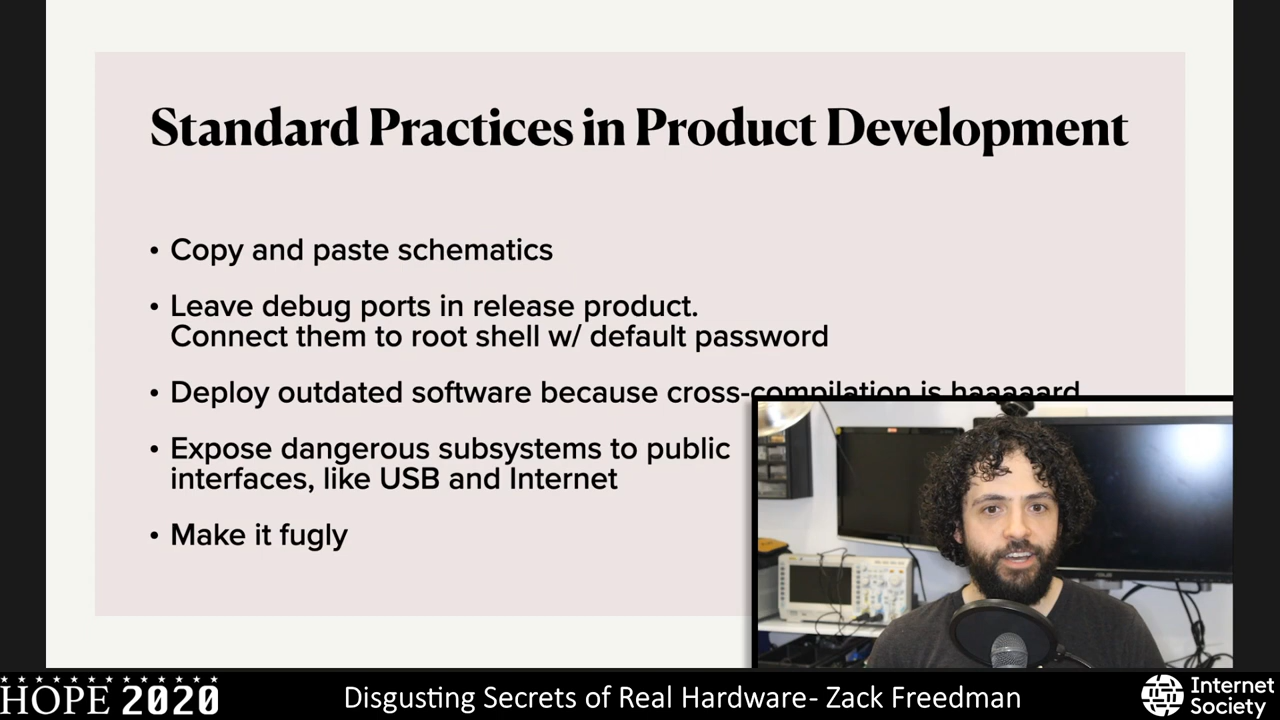 Standard Practices in Product Development
• Copy and paste schematics
• Leave debug ports in release product.
Connect them to root shell w/ default password
• Deploy outdated software because cross-compilation is haaaaard
• Expose dangerous subsystems to public
interfaces, like USB and Internet
• Make it fugly
HOPE 2020
Disgusting Secrets of Real Hardware- Zack Freedman
Internet
Society